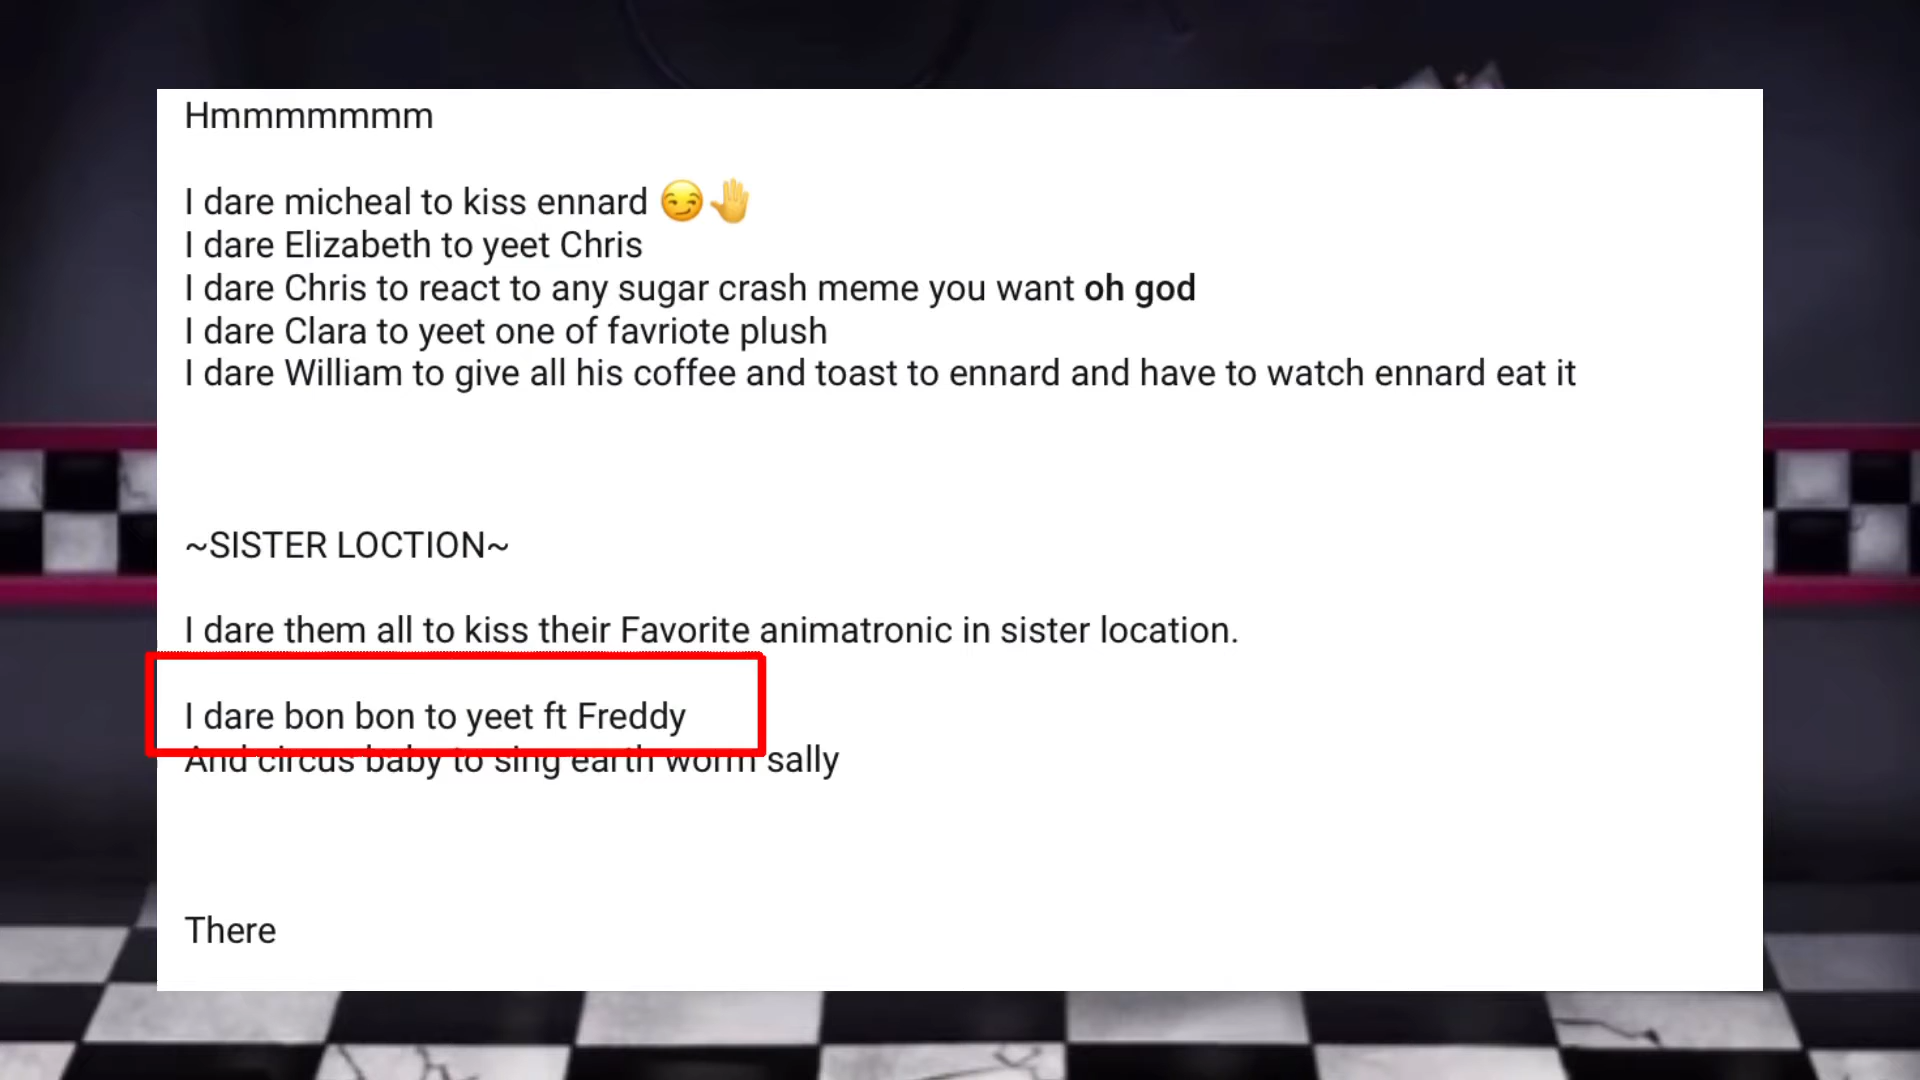 Hmmmmmmm
I dare micheal to kiss ennard 😏🤚
I dare Elizabeth to yeet Chris
I dare Chris to react to any sugar crash meme you want oh god
I dare Clara to yeet one of favriote plush
I dare William to give all his coffee and toast to ennard and have to watch ennard eat it
~SISTER LOCTION~
I dare them all to kiss their Favorite animatronic in sister location.
I dare bon bon to yeet ft Freddy
And circus baby to sing earth worm sally
There